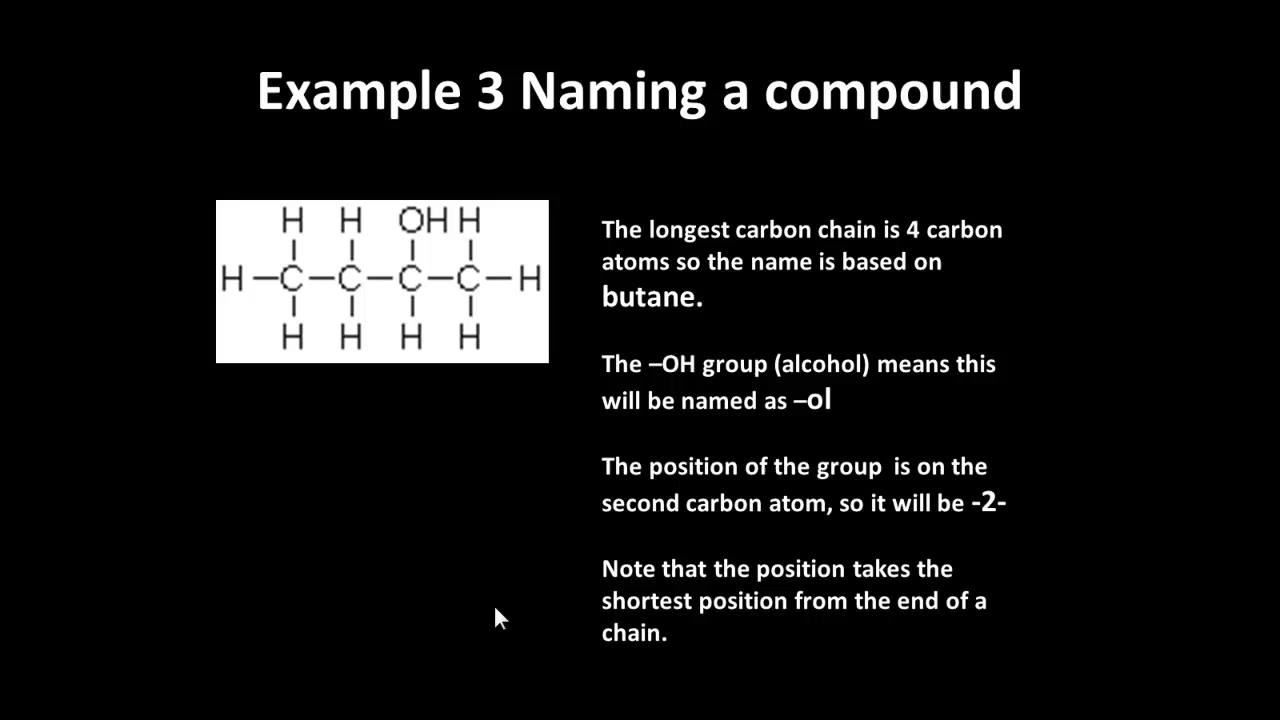 Example 3 Naming a compound
H H OH H
H C C C C H
H H H H
The longest carbon chain is 4 carbon
atoms so the name is based on
butane.
The –OH group (alcohol) means this
will be named as –ol
The position of the group is on the
second carbon atom, so it will be -2-
Note that the position takes the
shortest position from the end of a
chain.